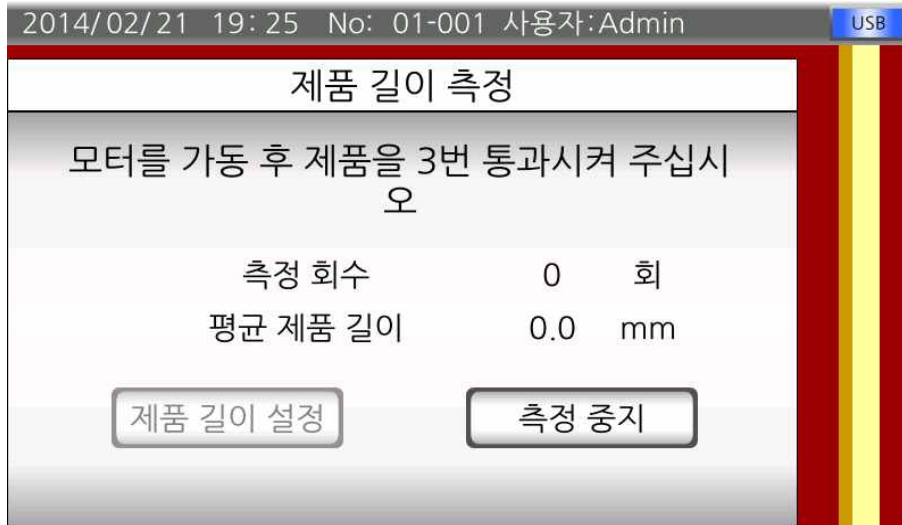 2014/02/21 19:25 No: 01-001 사용자:Admin USB
제품 길이 측정
모터를 가동 후 제품을 3번 통과시켜 주십시
오
측정 회수 0 회
평균 제품 길이 0.0 mm
제품 길이 설정 측정 중지